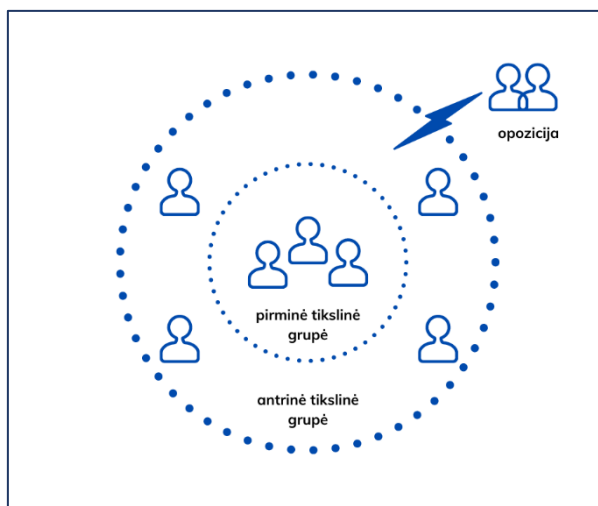 opozicija
pirminė tikslinė
grupė
antrinė tikslinė
grupė